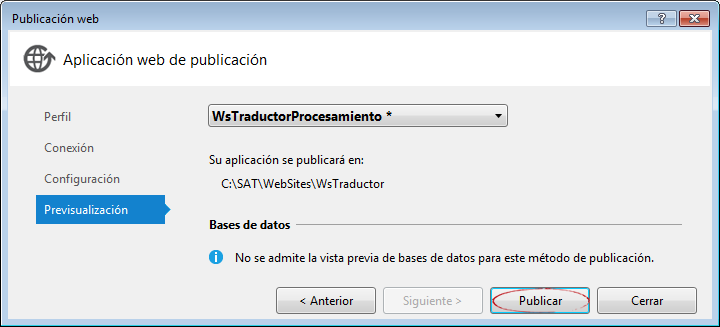 Publicación web
Aplicación web de publicación
Perfil
Conexión
Configuración
Previsualización
WsTraductorProcesamiento *
Su aplicación se publicará en:
C:\SAT\WebSites\WsTraductor
Bases de datos
No se admite la vista previa de bases de datos para este método de publicación.
< Anterior
Siguiente >
Publicar
Cerrar